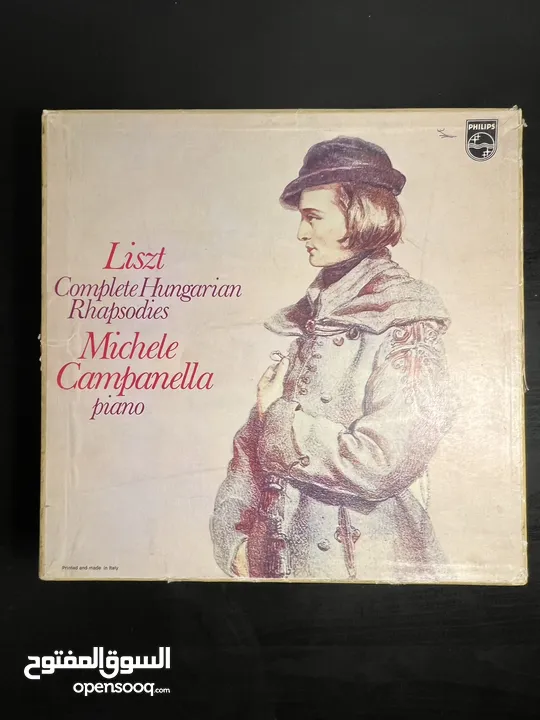 PHILIPS
Liszt
Complete Hungarian
Rhapsodies
Michele
Campanella
piano
Printed and made in Italy
السوق المفتوح
opensooq.com